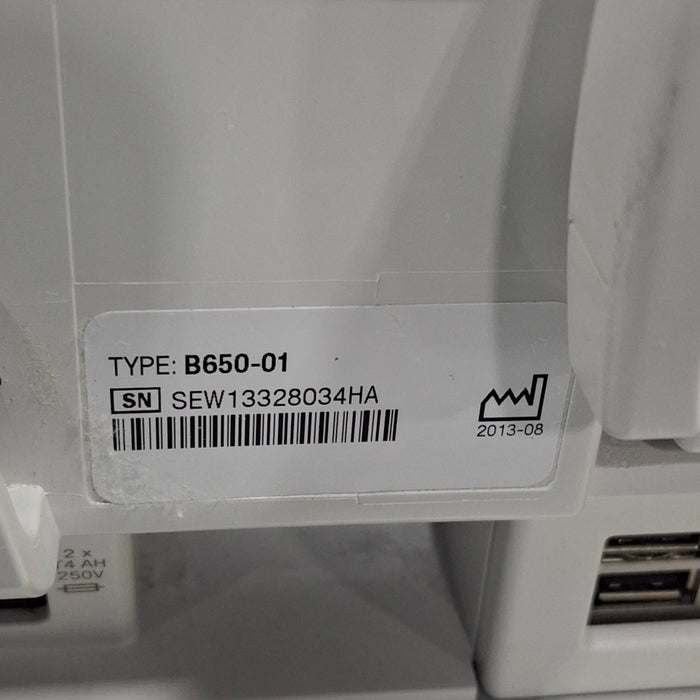 TYPE: B650-01
SN SEW13328034HA
2013-08
2 x
T4 AH
250V